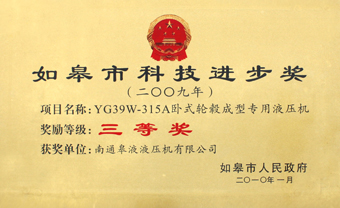 如皋市科技进步奖
(二〇〇九年)
项目名称:YG39W-315A卧式轮毂成型专用液压机
奖励等级:三等奖
获奖单位:南通皋液液压机有限公司
如皋市人民政府
二〇一〇年一月